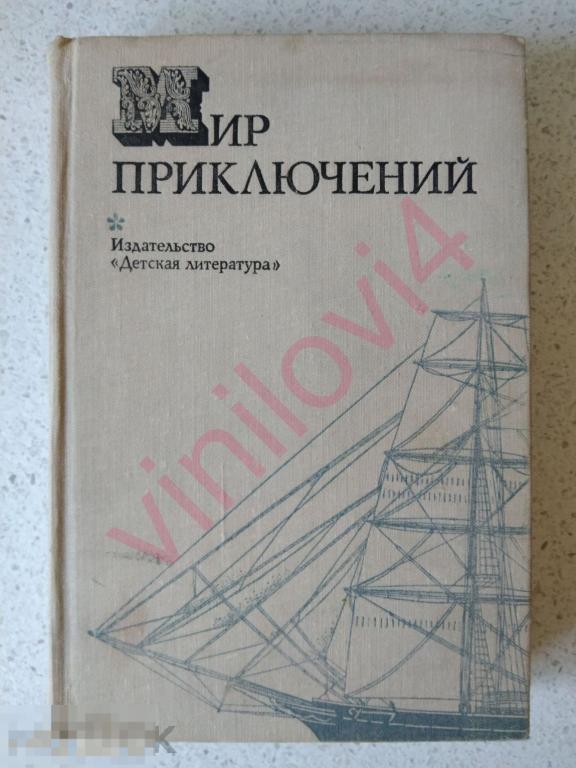 Мир
приключений
Издательство
«Детская литература»
vinilovi4